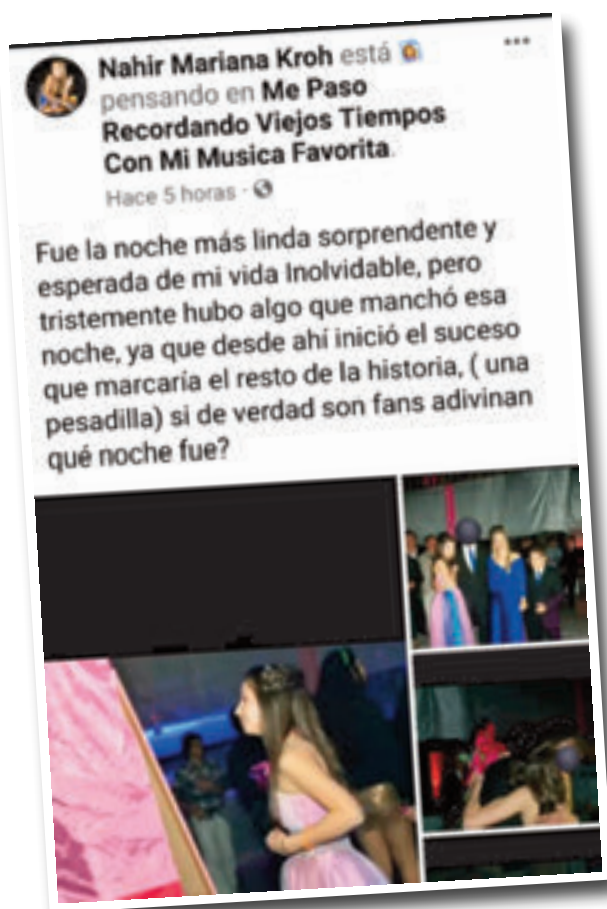 Nahir Mariana Kroh está
pensando en Me Paso
Recordando Viejos Tiempos
Con Mi Musica Favorita.
Hace 5 horas ·
Fue la noche más linda sorprendente y
esperada de mi vida Inolvidable, pero
tristemente hubo algo que manchó esa
noche, ya que desde ahí inició el suceso
que marcaría el resto de la historia, ( una
pesadilla) si de verdad son fans adivinan
qué noche fue?